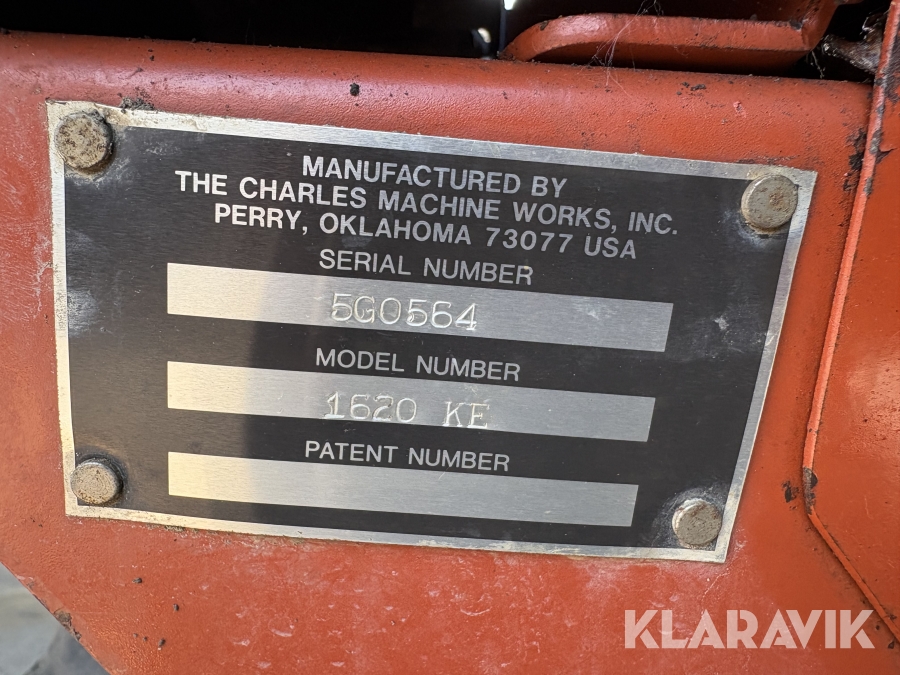 MANUFACTURED BY
THE CHARLES MACHINE WORKS, INC.
PERRY, OKLAHOMA 73077 USA
SERIAL NUMBER
5G0564
MODEL NUMBER
1620 KE
PATENT NUMBER
KLARAVIK